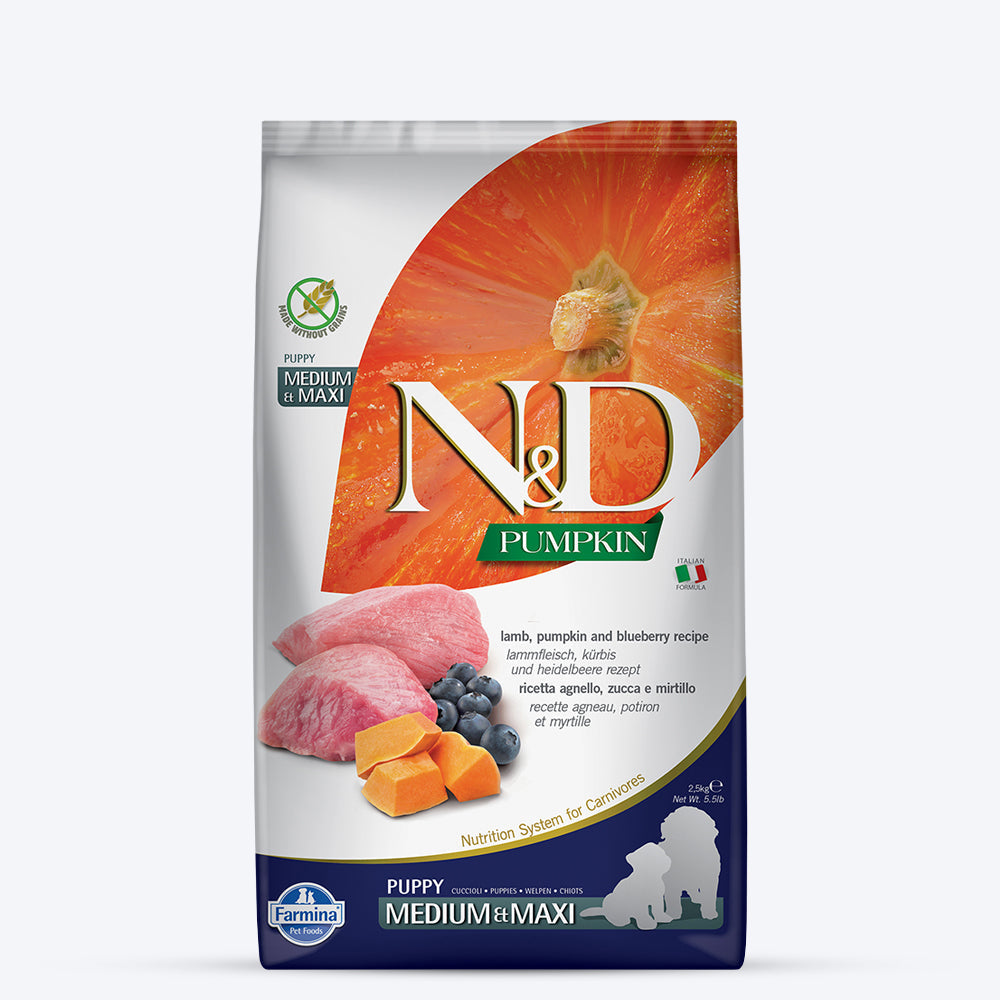 MADE WITHOUT GRAINS
PUPPY
MEDIUM
& MAXI
N&D
PUMPKIN
ITALIAN
FORMULA
lamb, pumpkin and blueberry recipe
lammfleisch, kürbis
und heidelbeere rezept
ricetta agnello, zucca e mirtillo
recette agneau, potiron
et myrtille
2,5kg℮
Net Wt. 5.5lb
Nutrition System for Carnivores
PUPPY CUCCIOLI • PUPPIES • WELPEN • CHIOTS
MEDIUM & MAXI
Farmina®
Pet Foods